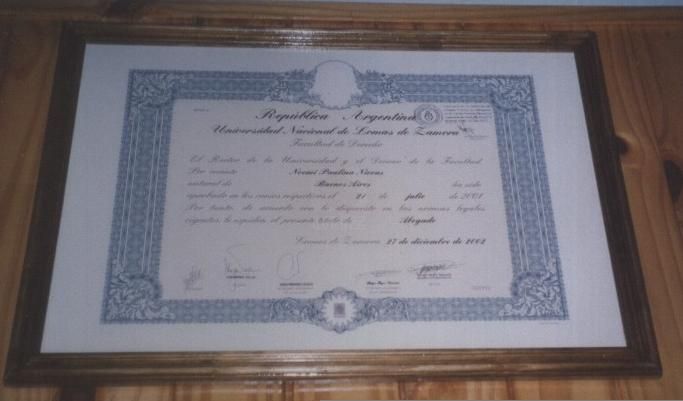 República Argentina
Universidad Nacional de Lomas de Zamora
Facultad de Derecho
El Rector de la Universidad y el Decano de la Facultad
Por cuanto Noemí Paulina Navas
natural de Buenos Aires ha sido
aprobado en los cursos respectivos el 21 de julio de 2001
Por tanto, de acuerdo con lo dispuesto en las normas legales
vigentes, le expiden el presente título de Abogado
Lomas de Zamora, 27 de diciembre de 2002